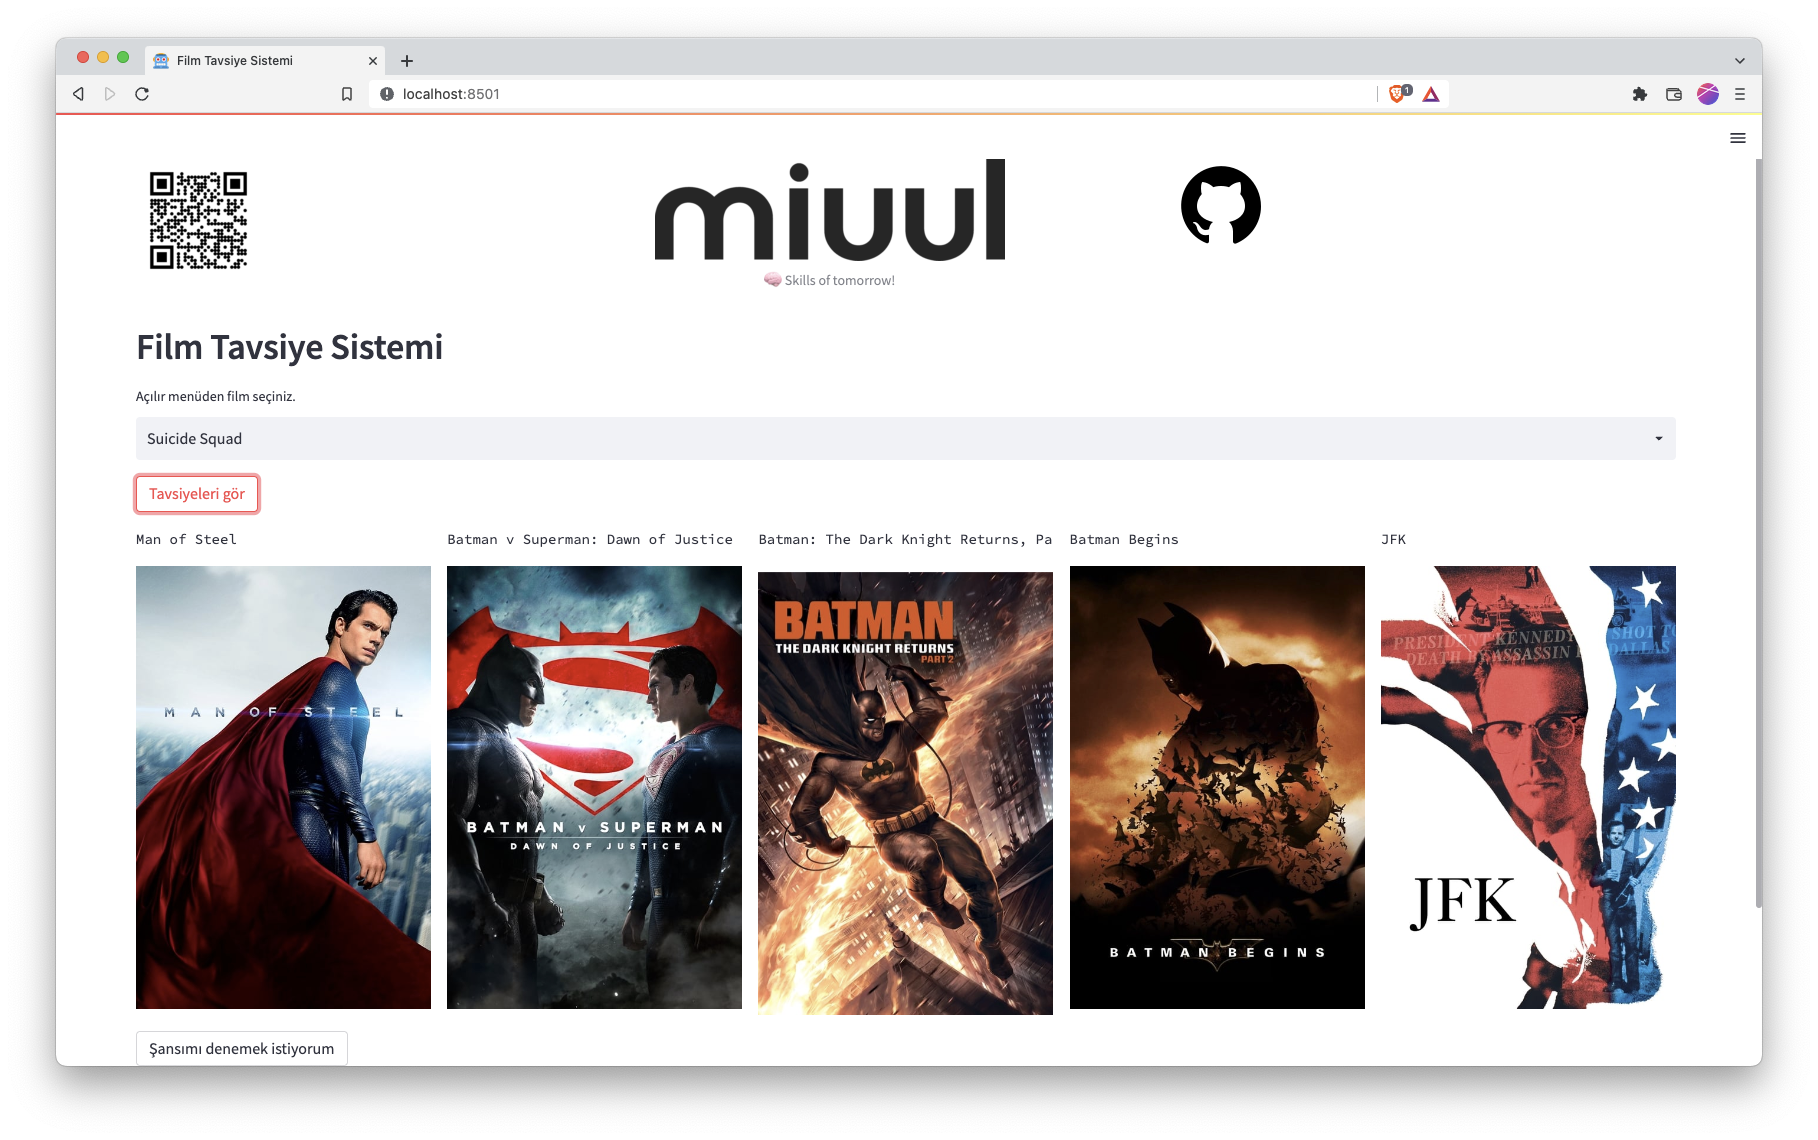 Film Tavsiye Sistemi
localhost:8501
1
miuul
🧠 Skills of tomorrow!
Film Tavsiye Sistemi
Açılır menüden film seçiniz.
Suicide Squad
Tavsiyeleri gör
Man of Steel
Batman v Superman: Dawn of Justice
Batman: The Dark Knight Returns, Pa
Batman Begins
JFK
MAN OF STEEL
BATMAN v SUPERMAN
DAWN OF JUSTICE
BATMAN
THE DARK KNIGHT RETURNS
PART 2
BATMAN BEGINS
PRESIDENT KENNEDY SHOT
DEATH BY ASSASSIN DALLAS
JFK
Şansımı denemek istiyorum